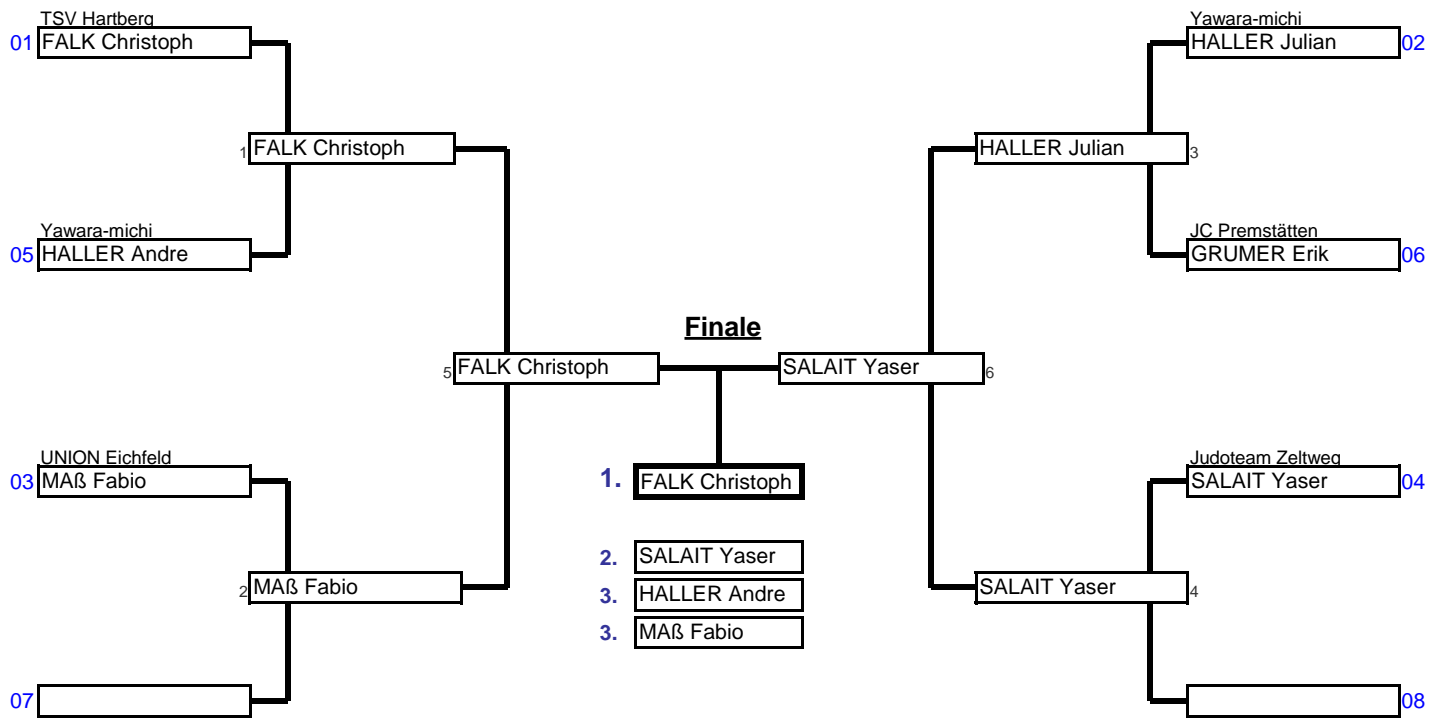 TSV Hartberg
01 FALK Christoph
Yawara-michi
HALLER Julian 02
1 FALK Christoph
HALLER Julian 3
Yawara-michi
05 HALLER Andre
JC Premstätten
GRUMER Erik 06
Finale
5 FALK Christoph
SALAIT Yaser 6
UNION Eichfeld
03 MAß Fabio
Judoteam Zeltweg
SALAIT Yaser 04
1. FALK Christoph
2. SALAIT Yaser
3. HALLER Andre
3. MAß Fabio
2 MAß Fabio
SALAIT Yaser 4
07
08